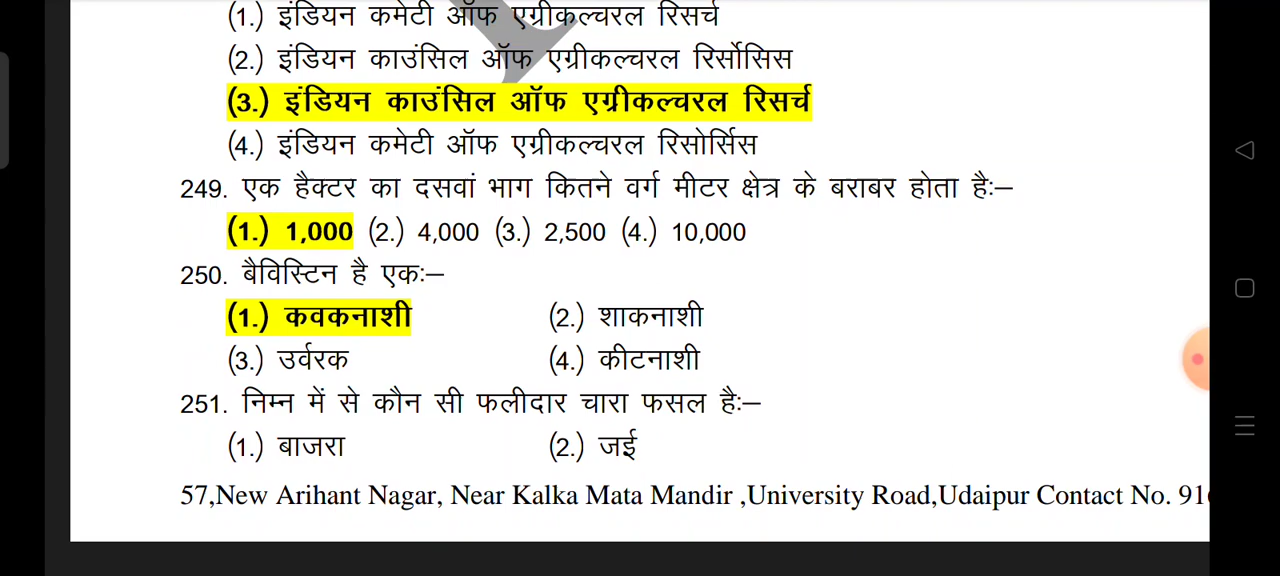 (1.) इंडियन कमेटी ऑफ एग्रीकल्चरल रिसर्च
(2.) इंडियन काउंसिल ऑफ एग्रीकल्चरल रिर्सोसिस
(3.) इंडियन काउंसिल ऑफ एग्रीकल्चरल रिसर्च
(4.) इंडियन कमेटी ऑफ एग्रीकल्चरल रिसोर्सिस
249. एक हैक्टर का दसवां भाग कितने वर्ग मीटर क्षेत्र के बराबर होता है:–
(1.) 1,000 (2.) 4,000 (3.) 2,500 (4.) 10,000
250. बैविस्टिन है एक:–
(1.) कवकनाशी (2.) शाकनाशी
(3.) उर्वरक (4.) कीटनाशी
251. निम्न में से कौन सी फलीदार चारा फसल है:–
(1.) बाजरा (2.) जई
57,New Arihant Nagar, Near Kalka Mata Mandir ,University Road,Udaipur Contact No. 91